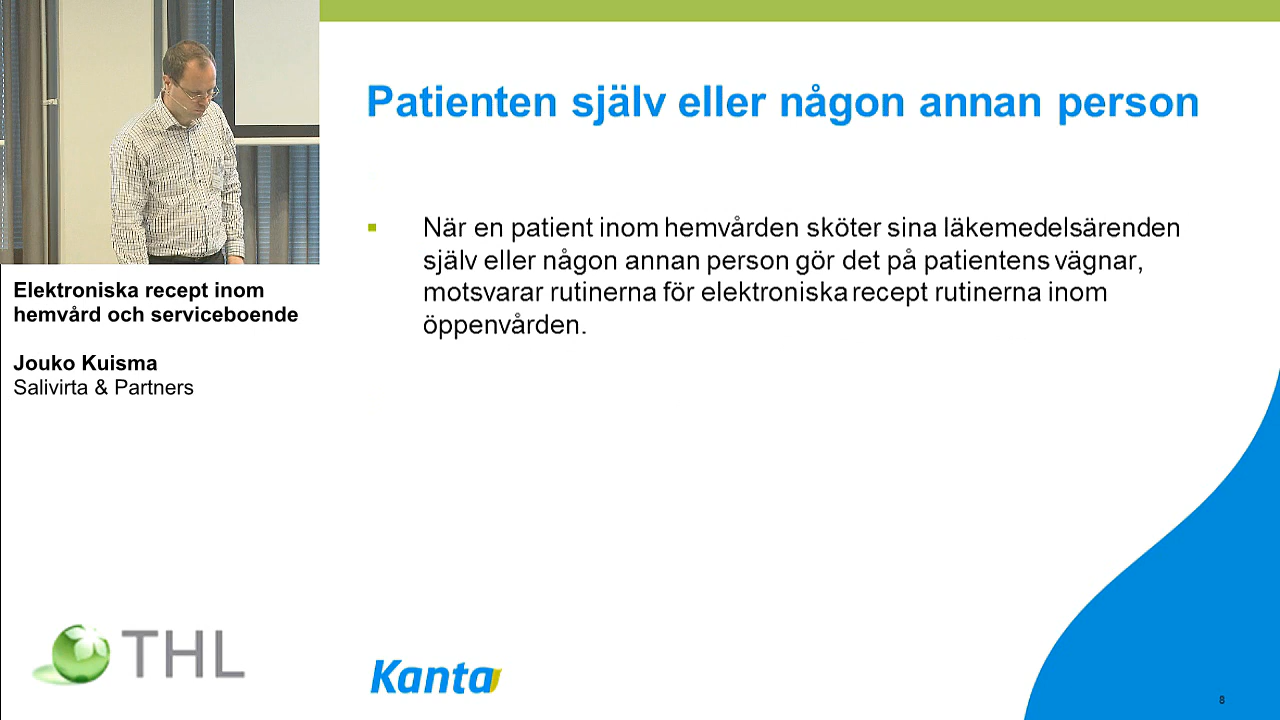 Patienten själv eller någon annan person
När en patient inom hemvården sköter sina läkemedelsärenden
själv eller någon annan person gör det på patientens vägnar,
motsvarar rutinerna för elektroniska recept rutinerna inom
öppenvården.
Elektroniska recept inom
hemvård och serviceboende
Jouko Kuisma
Salivirta & Partners
THL
Kanta
8